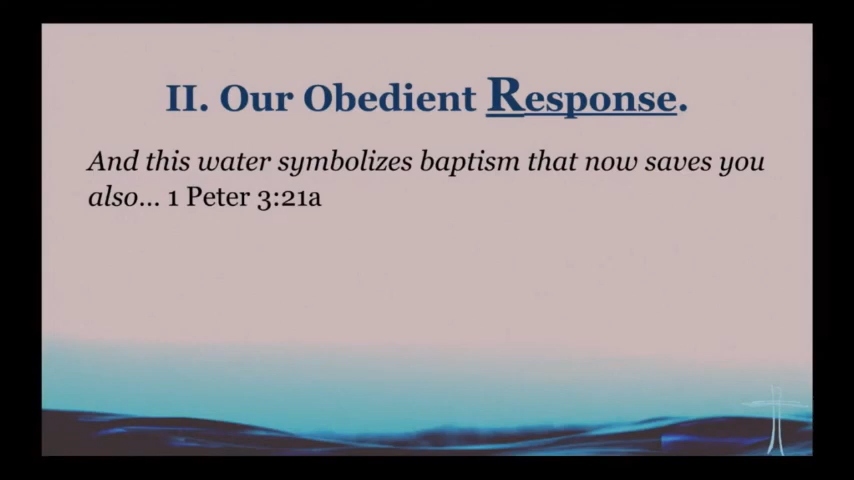 II. Our Obedient Response.
And this water symbolizes baptism that now saves you
also... 1 Peter 3:21a